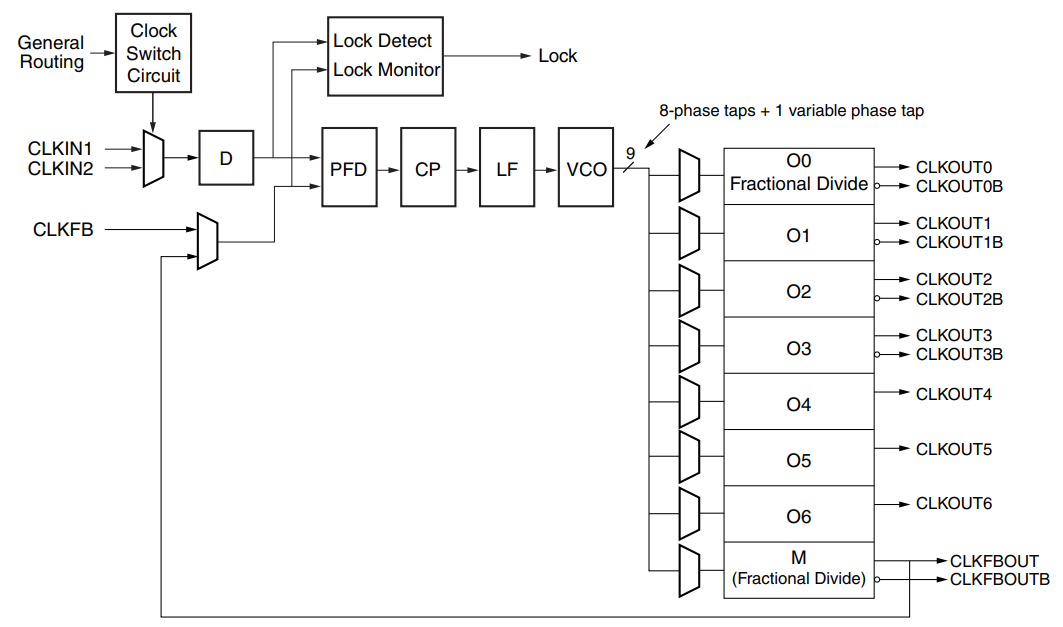 General
Routing
Clock
Switch
Circuit
Lock Detect
Lock Monitor
Lock
8-phase taps + 1 variable phase tap
CLKIN1
CLKIN2
D
PFD
CP
LF
VCO
9
CLKFB
O0
Fractional Divide
CLKOUT0
CLKOUT0B
O1
CLKOUT1
CLKOUT1B
O2
CLKOUT2
CLKOUT2B
O3
CLKOUT3
CLKOUT3B
O4
CLKOUT4
O5
CLKOUT5
O6
CLKOUT6
M
(Fractional Divide)
CLKFBOUT
CLKFBOUTB